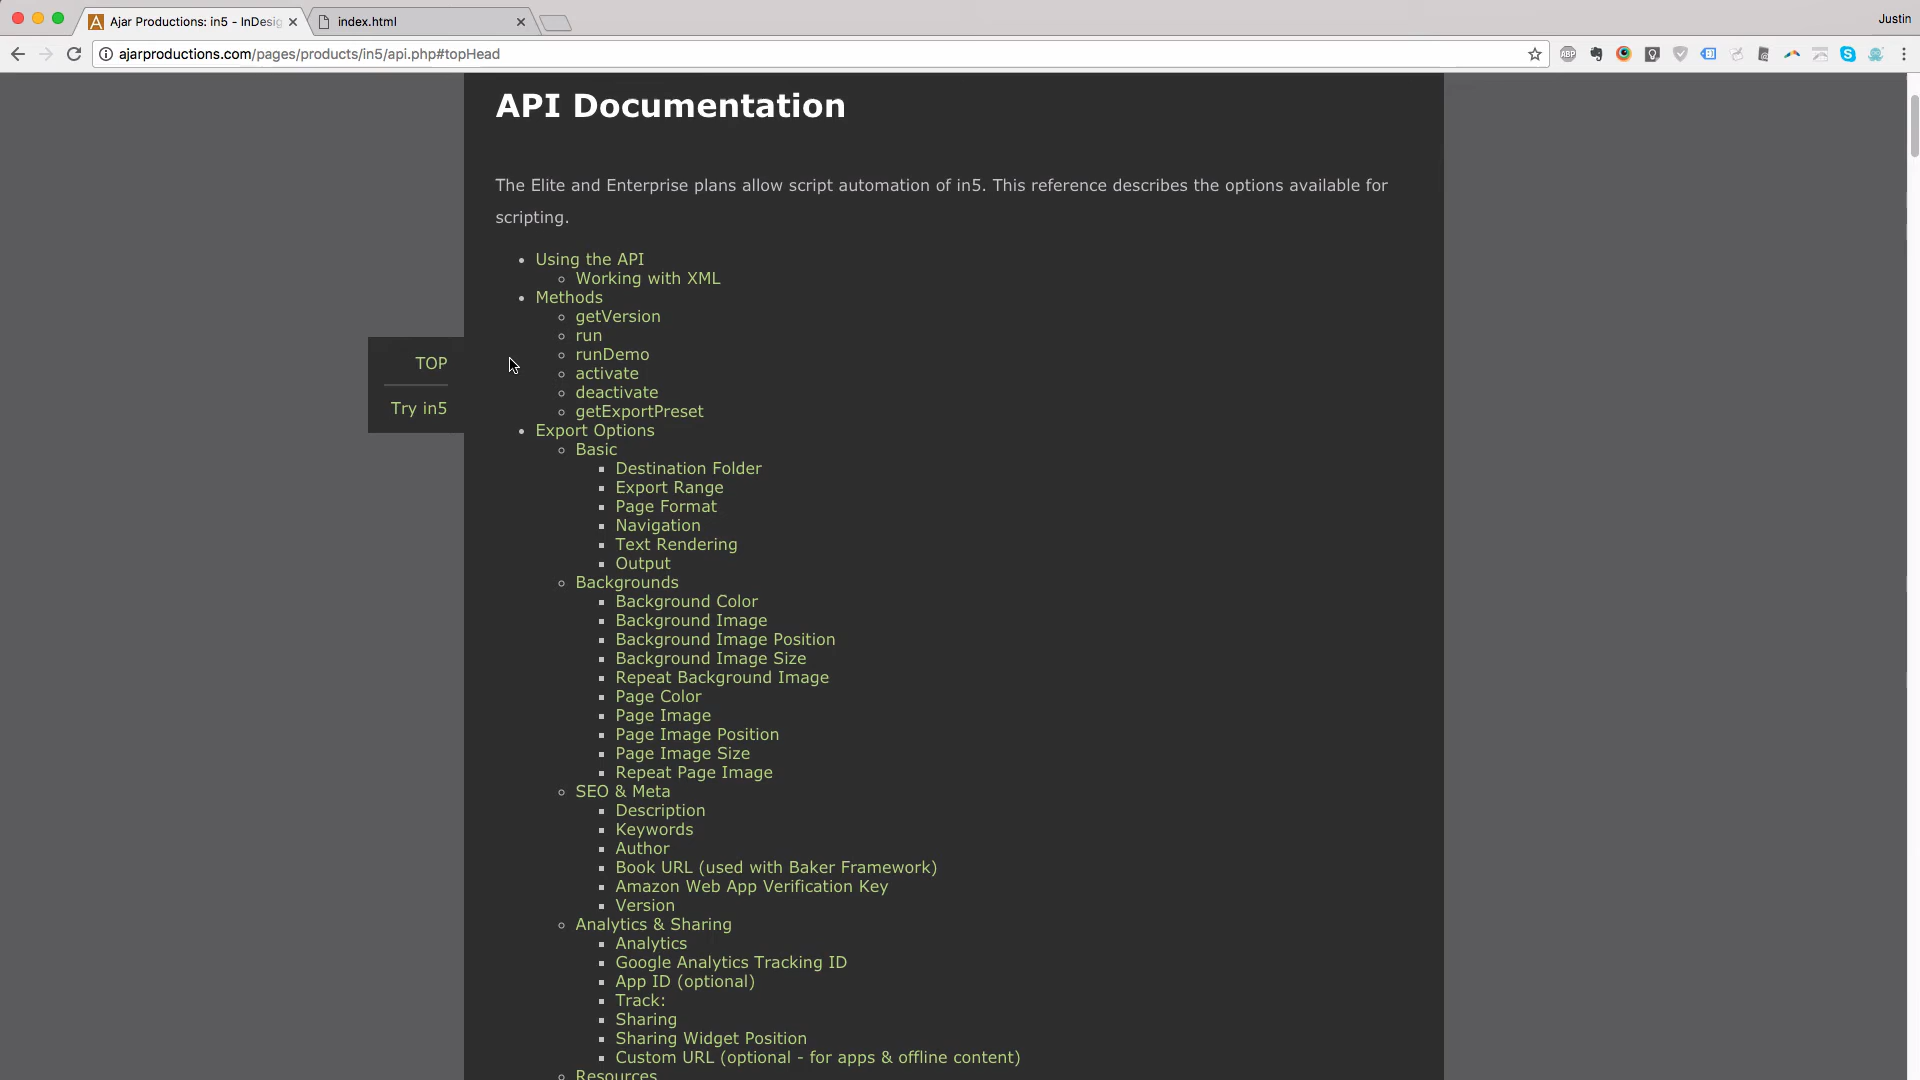 Ajar Productions: in5 - InDesig
index.html
Justin
ajarproductions.com/pages/products/in5/api.php#topHead
API Documentation
The Elite and Enterprise plans allow script automation of in5. This reference describes the options available for
scripting.
Using the API
Working with XML
Methods
getVersion
run
runDemo
activate
deactivate
getExportPreset
Export Options
Basic
Destination Folder
Export Range
Page Format
Navigation
Text Rendering
Output
Backgrounds
Background Color
Background Image
Background Image Position
Background Image Size
Repeat Background Image
Page Color
Page Image
Page Image Position
Page Image Size
Repeat Page Image
SEO & Meta
Description
Keywords
Author
Book URL (used with Baker Framework)
Amazon Web App Verification Key
Version
Analytics & Sharing
Analytics
Google Analytics Tracking ID
App ID (optional)
Track:
Sharing
Sharing Widget Position
Custom URL (optional - for apps & offline content)
Resources
TOP
Try in5